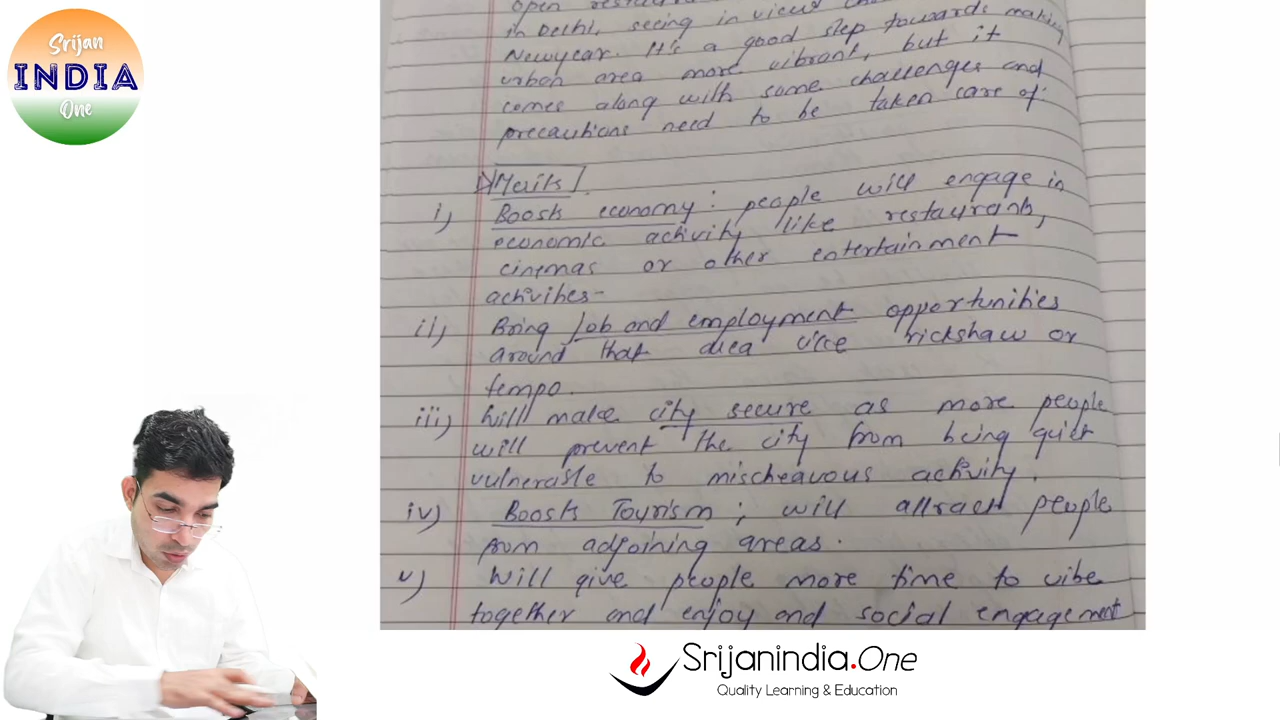 Srijan
INDIA
One
open
in Delhi, seeing in view
Newyear. It's a good step towards making
urban area more vibrant, but it
comes along with some challenges and
precautions need to be taken care of.
Merits
i) Boosts economy : people will engage in
economic activity like restaurants,
cinemas or other entertainment
activities-
ii) Bring job and employment opportunities
around that area like rickshaw or
tempo.
iii) Will make city secure as more people
will prevent the city from being quiet
vulnerable to mischeavous activity.
iv) Boosts Tourism ; will attract people
from adjoining areas.
v) Will give people more time to vibe
together and enjoy and social engagement
Srijanindia.One
Quality Learning & Education